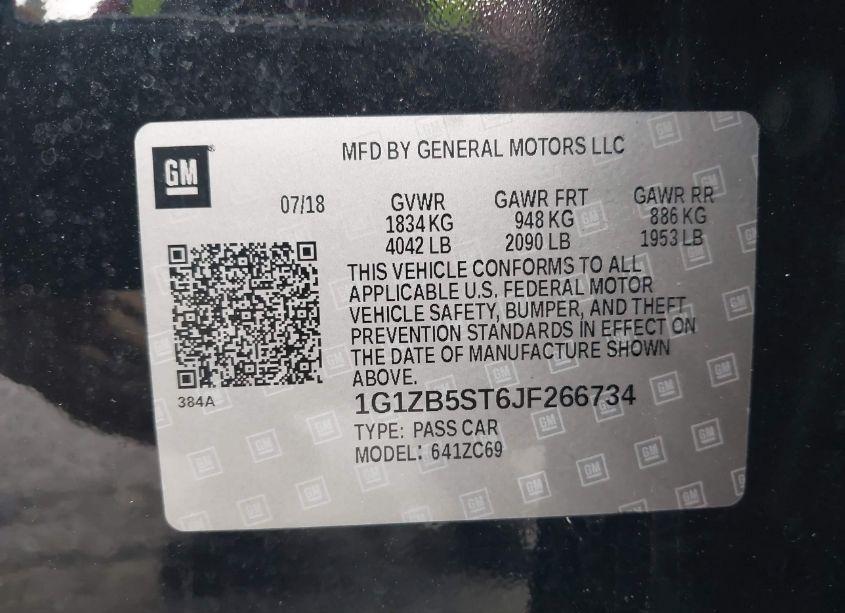 GM
MFD BY GENERAL MOTORS LLC
07/18
GVWR
1834 KG
4042 LB
GAWR FRT
948 KG
2090 LB
GAWR RR
886 KG
1953 LB
THIS VEHICLE CONFORMS TO ALL
APPLICABLE U.S. FEDERAL MOTOR
VEHICLE SAFETY, BUMPER, AND THEFT
PREVENTION STANDARDS IN EFFECT ON
THE DATE OF MANUFACTURE SHOWN
ABOVE.
384A
1G1ZB5ST6JF266734
TYPE: PASS CAR
MODEL: 641ZC69